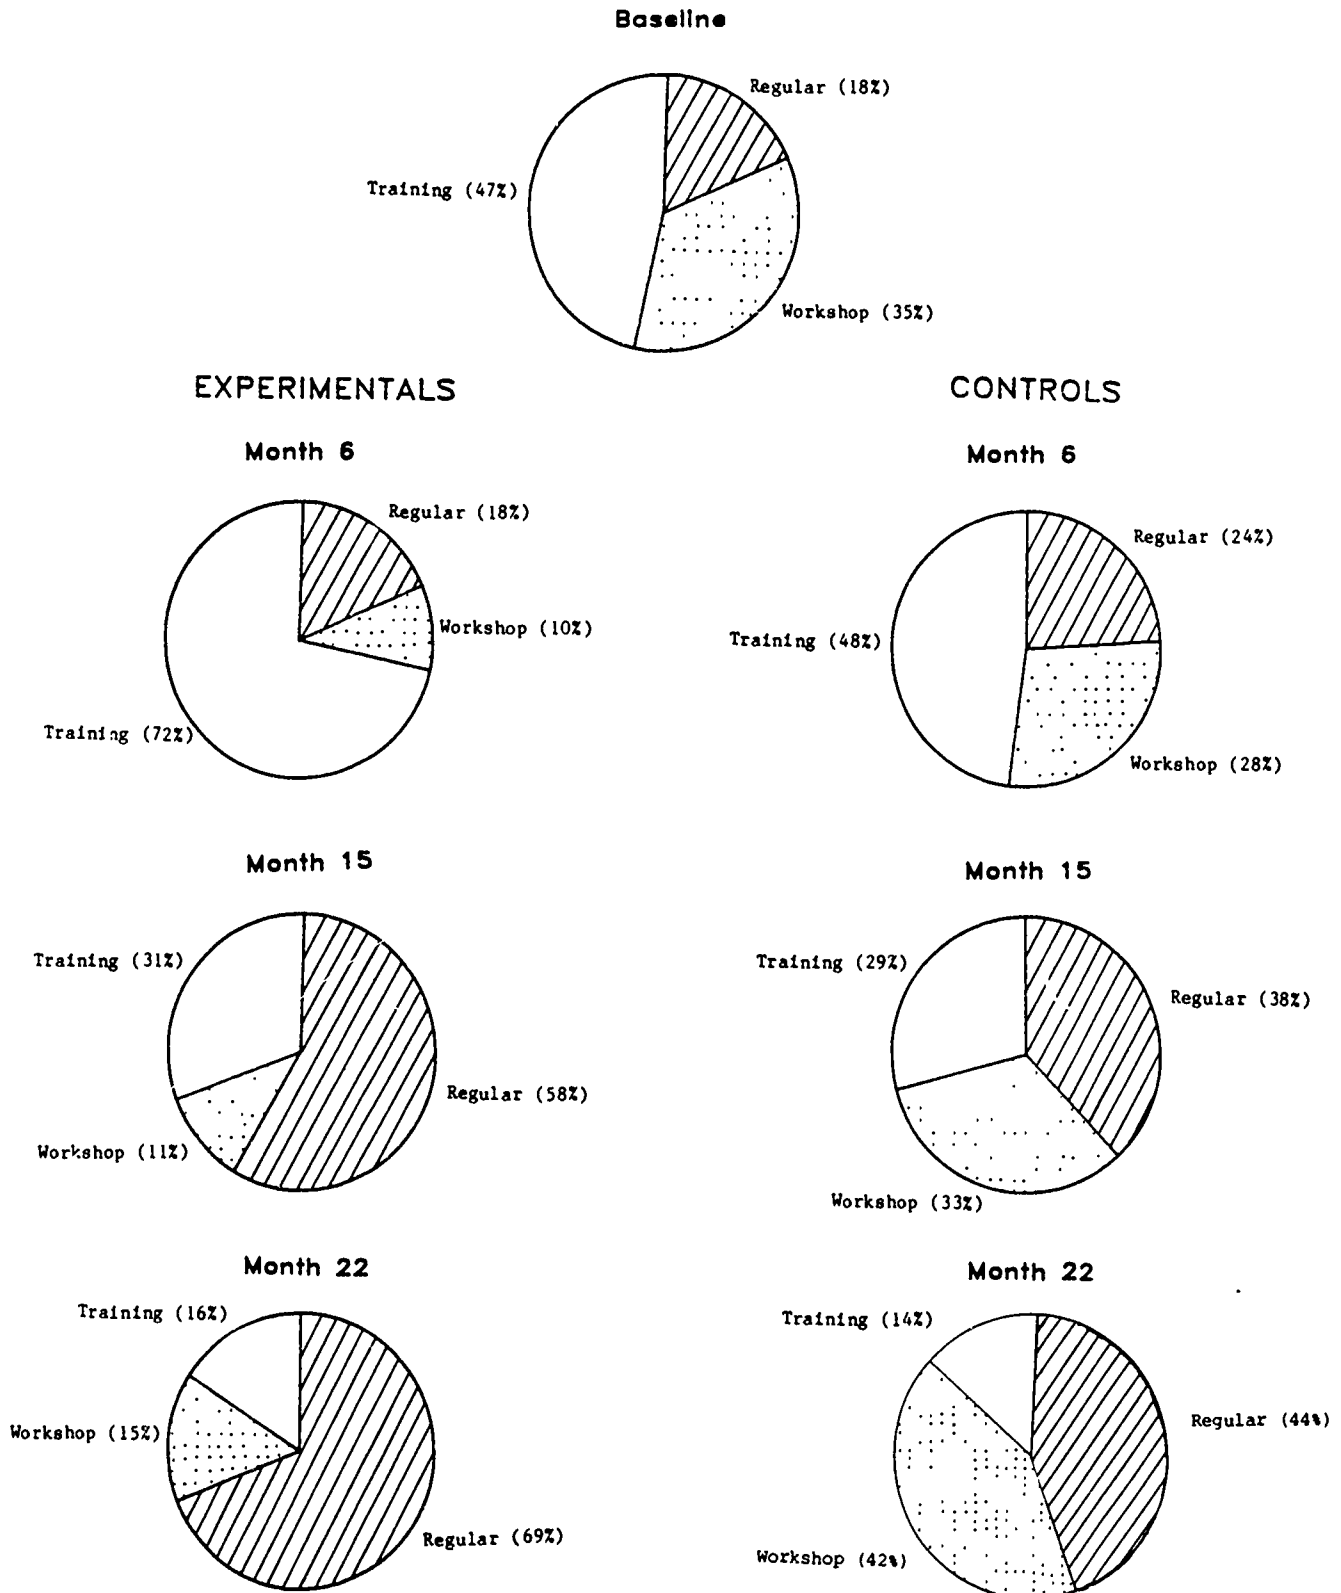 Baseline
Regular (18%)
Training (47%)
Workshop (35%)
EXPERIMENTALS
CONTROLS
Month 6
Regular (18%)
Workshop (10%)
Training (72%)
Month 6
Regular (24%)
Training (48%)
Workshop (28%)
Month 15
Training (31%)
Regular (58%)
Workshop (11%)
Month 15
Training (29%)
Regular (38%)
Workshop (33%)
Month 22
Training (16%)
Workshop (15%)
Regular (69%)
Month 22
Training (14%)
Regular (44%)
Workshop (42%)